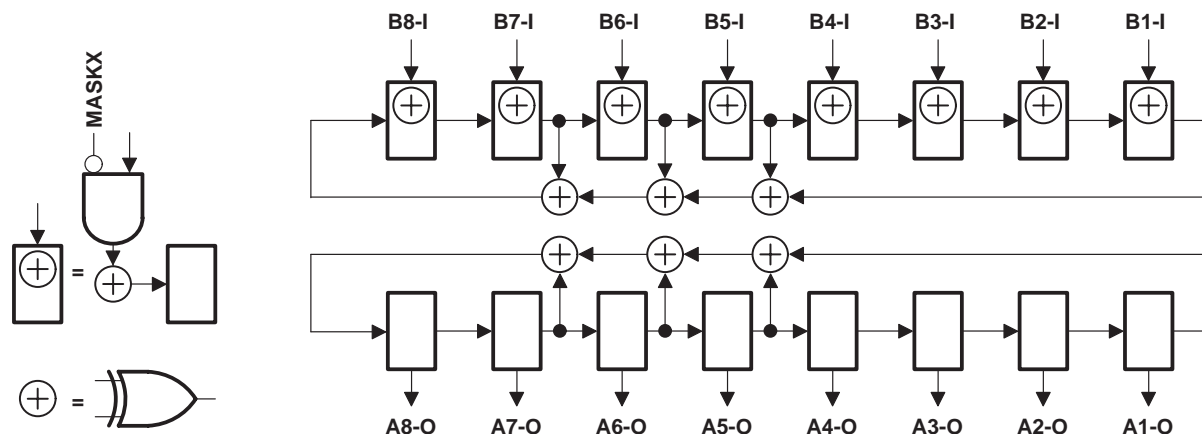 B8-I B7-I B6-I B5-I B4-I B3-I B2-I B1-I
MASKX
=
=
A8-O A7-O A6-O A5-O A4-O A3-O A2-O A1-O